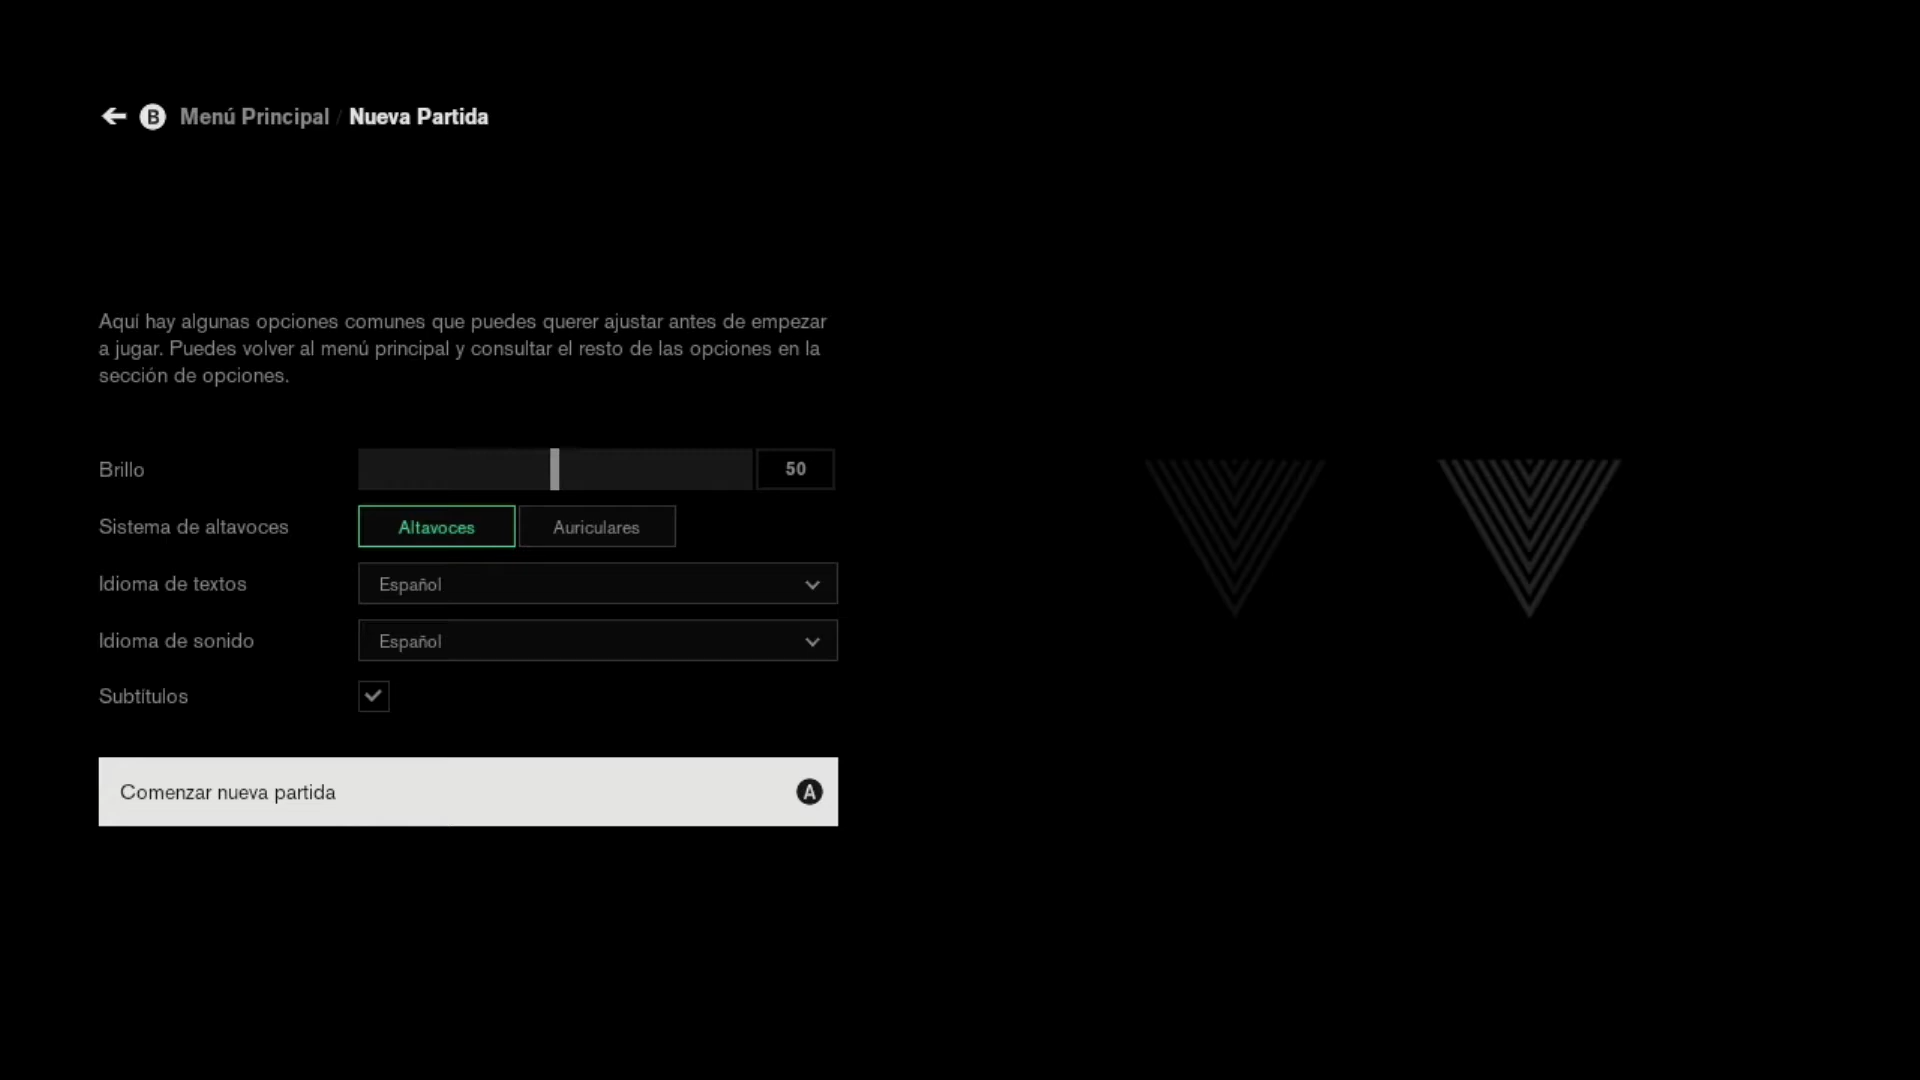 B Menú Principal / Nueva Partida
Aquí hay algunas opciones comunes que puedes querer ajustar antes de empezar
a jugar. Puedes volver al menú principal y consultar el resto de las opciones en la
sección de opciones.
Brillo 50
Sistema de altavoces Altavoces Auriculares
Idioma de textos Español
Idioma de sonido Español
Subtítulos
Comenzar nueva partida A